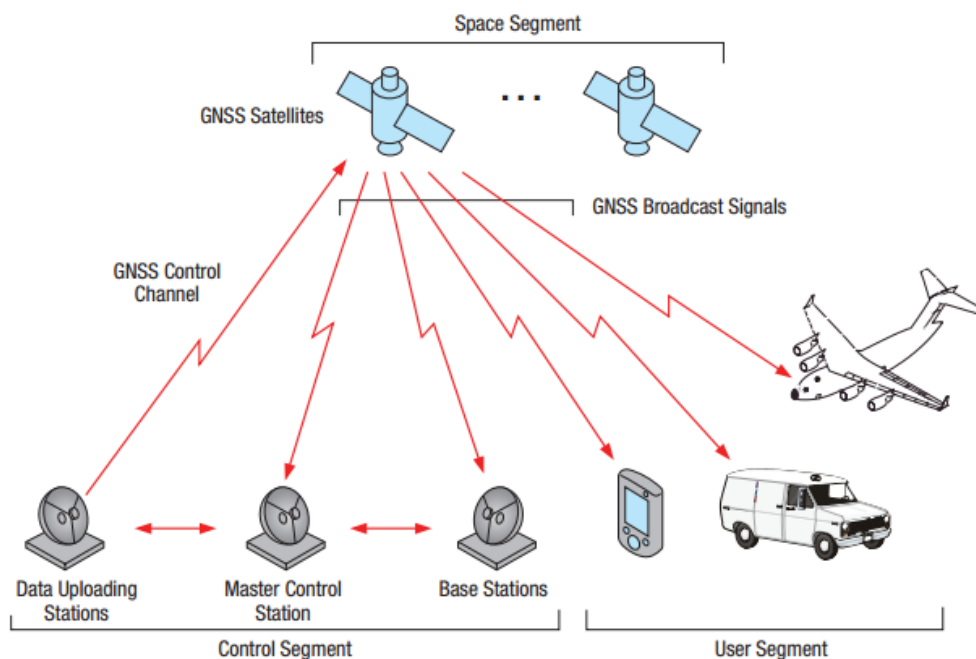 Space Segment
GNSS Satellites
GNSS Broadcast Signals
GNSS Control
Channel
Data Uploading
Stations
Master Control
Station
Base Stations
Control Segment
User Segment